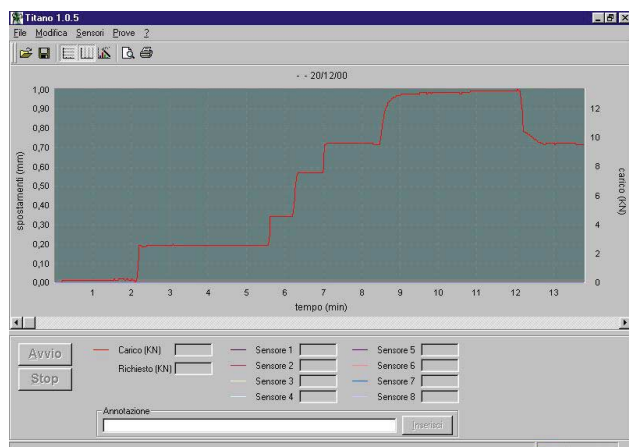 Titano 1.0.5
File Modifica Sensori Prove ?
- - 20/12/00
1,00
0,90
0,80
0,70
0,60
0,50
0,40
0,30
0,20
0,10
0,00
spostamenti (mm)
12
10
8
6
4
2
0
carico (KN)
1 2 3 4 5 6 7 8 9 10 11 12 13
tempo (min)
Avvio
Stop
Carico (KN)
Richiesto (KN)
Sensore 1
Sensore 2
Sensore 3
Sensore 4
Sensore 5
Sensore 6
Sensore 7
Sensore 8
Annotazione
Inserisci